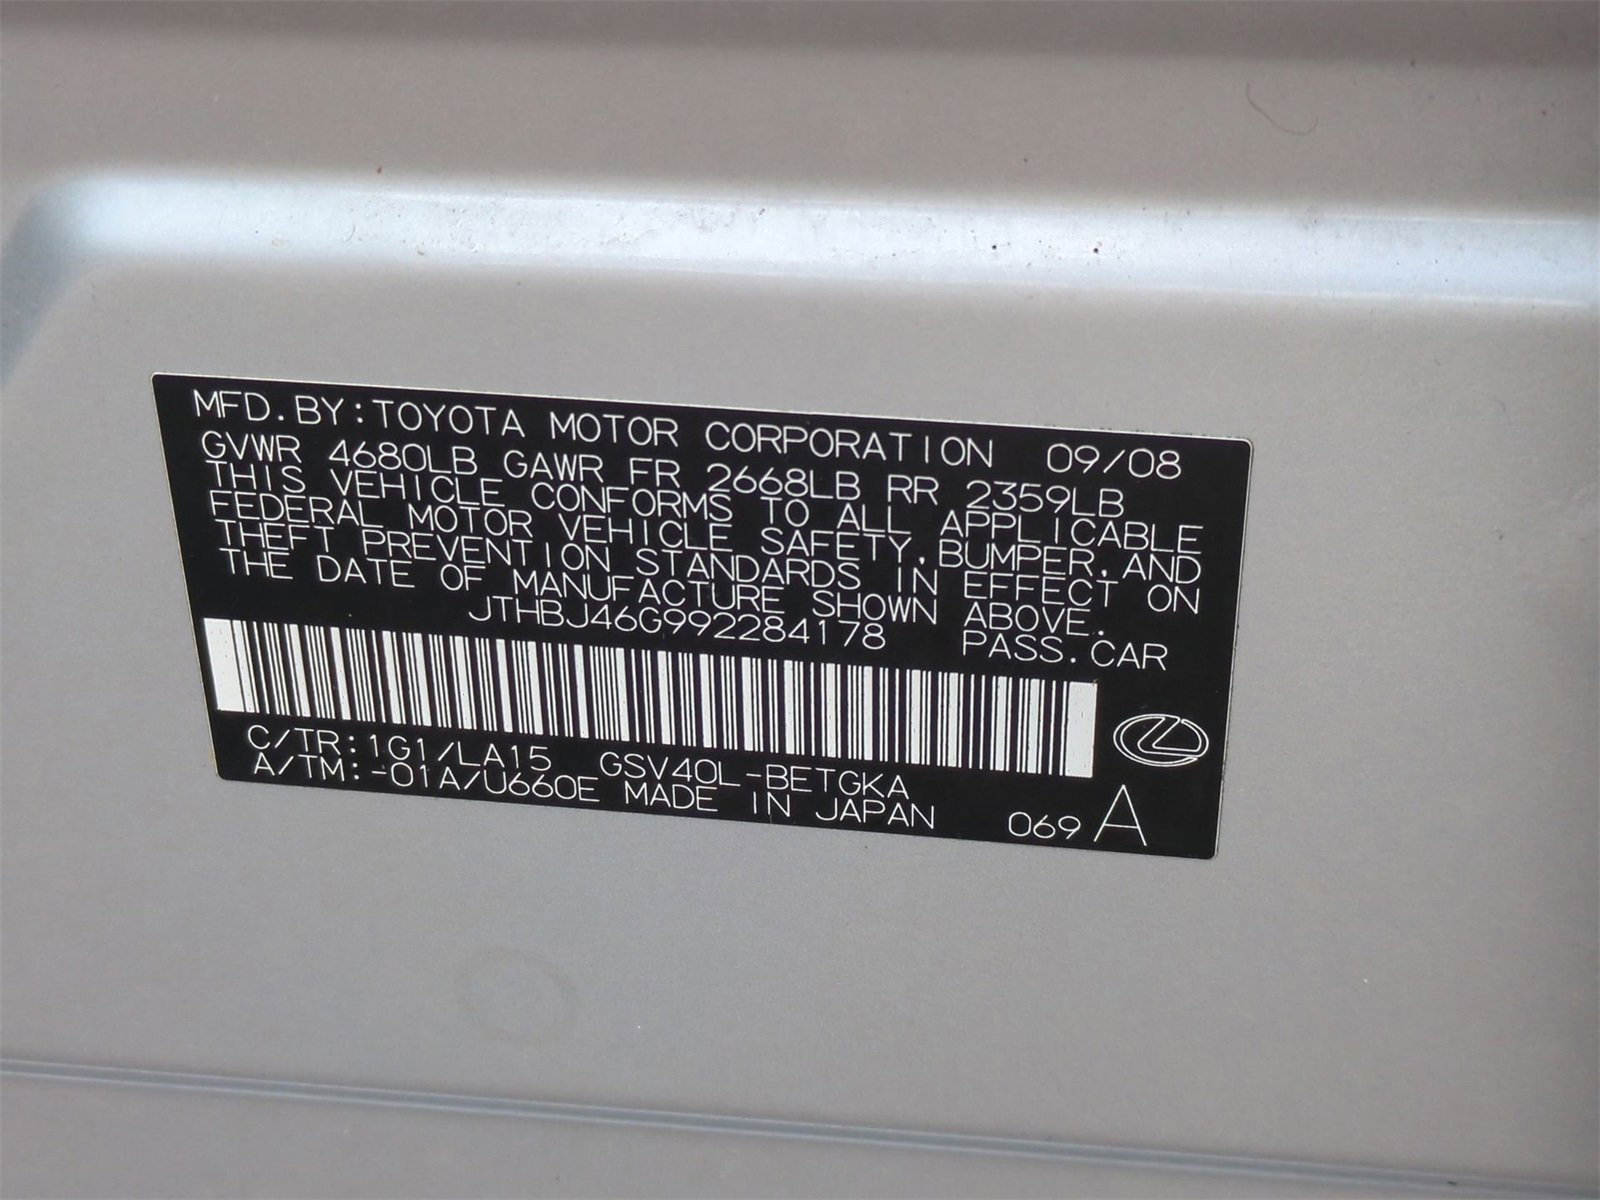 MFD. BY: TOYOTA MOTOR CORPORATION 09/08
GVWR 4680LB GAWR FR 2668LB RR 2359LB
THIS VEHICLE CONFORMS TO ALL APPLICABLE
FEDERAL MOTOR VEHICLE SAFETY, BUMPER, AND
THEFT PREVENTION STANDARDS IN EFFECT ON
THE DATE OF MANUFACTURE SHOWN ABOVE.
JTHBJ46G992284178 PASS. CAR
C/TR: 1G1/LA15 GSV40L-BETGKA
A/TM: -01A/U660E MADE IN JAPAN 069 A